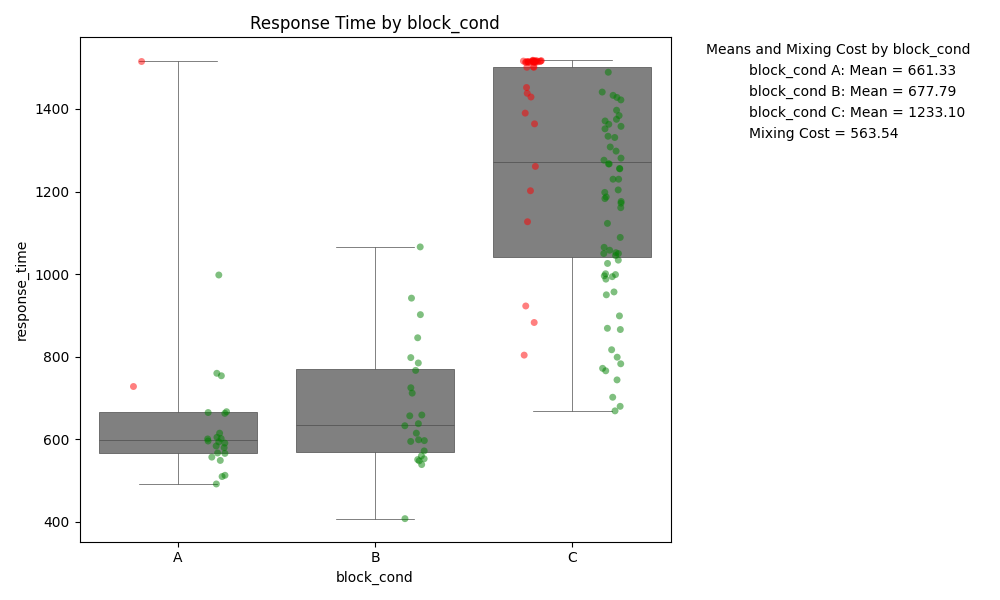 Response Time by block_cond
Means and Mixing Cost by block_cond
block_cond A: Mean = 661.33
block_cond B: Mean = 677.79
block_cond C: Mean = 1233.10
Mixing Cost = 563.54
response_time
1400
1200
1000
800
600
400
A B C
block_cond